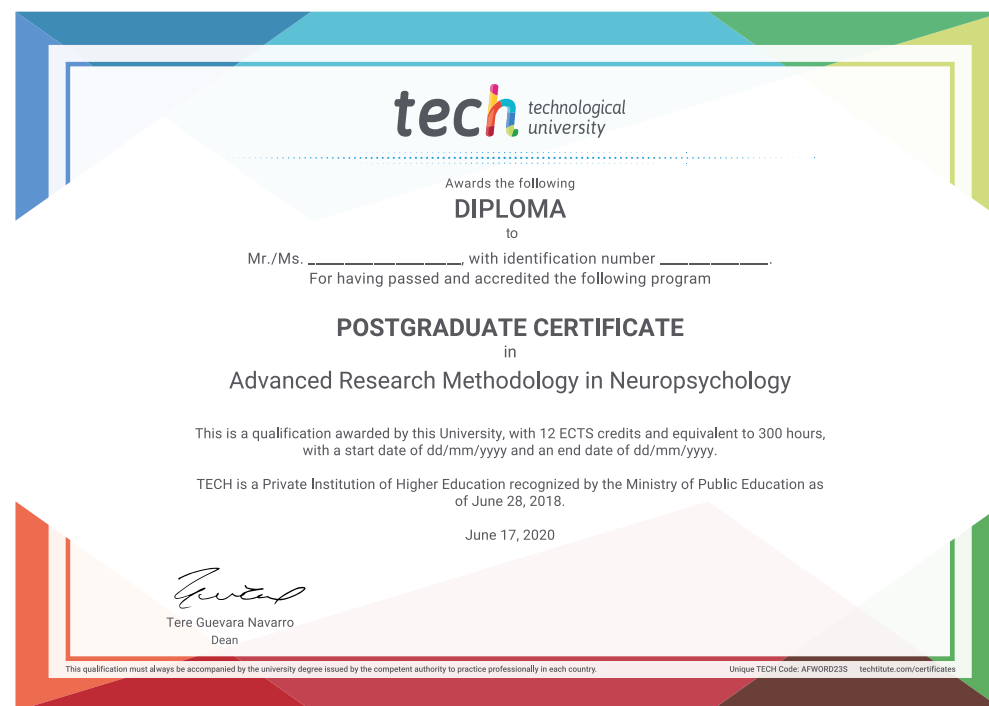 tech technological
university
Awards the following
DIPLOMA
to
Mr./Ms. ____________________, with identification number ______________.
For having passed and accredited the following program
POSTGRADUATE CERTIFICATE
in
Advanced Research Methodology in Neuropsychology
This is a qualification awarded by this University, with 12 ECTS credits and equivalent to 300 hours,
with a start date of dd/mm/yyyy and an end date of dd/mm/yyyy.
TECH is a Private Institution of Higher Education recognized by the Ministry of Public Education as
of June 28, 2018.
June 17, 2020
Tere Guevara Navarro
Dean
This qualification must always be accompanied by the university degree issued by the competent authority to practice professionally in each country.
Unique TECH Code: AFWORD23S techtitute.com/certificates